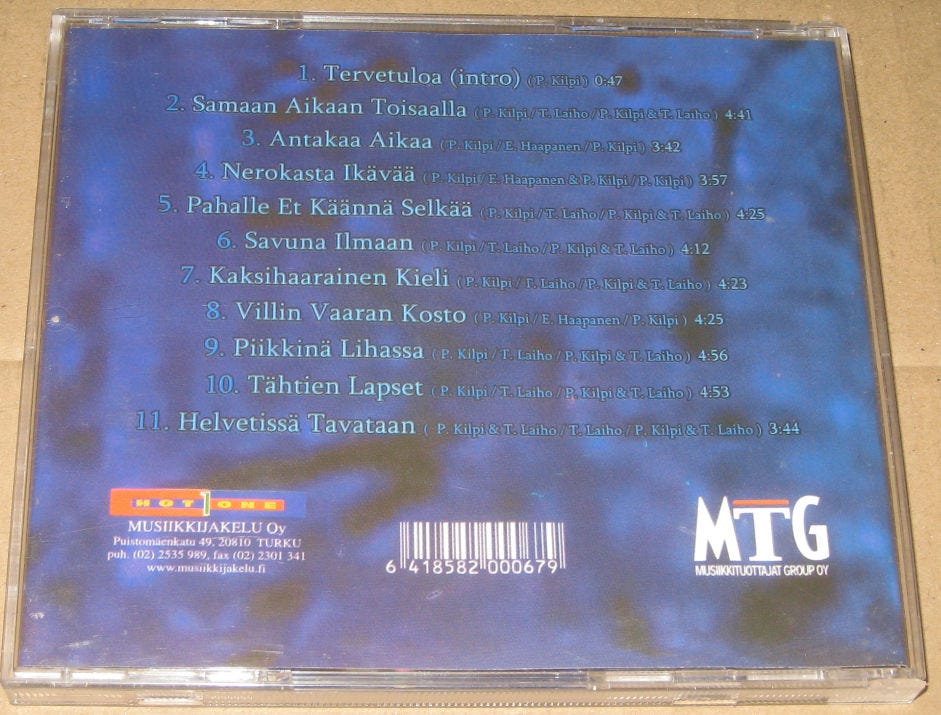 1. Tervetuloa (intro) ( P. Kilpi ) 0:47
2. Samaan Aikaan Toisaalla ( P. Kilpi / T. Laiho / P. Kilpi & T. Laiho ) 4:41
3. Antakaa Aikaa ( P. Kilpi / E. Haapanen / P. Kilpi ) 3:42
4. Nerokasta Ikävää ( P. Kilpi / E. Haapanen & P. Kilpi / P. Kilpi ) 3:57
5. Pahalle Et Käännä Selkää ( P. Kilpi / T. Laiho / P. Kilpi & T. Laiho ) 4:25
6. Savuna Ilmaan ( P. Kilpi / T. Laiho / P. Kilpi & T. Laiho ) 4:12
7. Kaksihaarainen Kieli ( P. Kilpi / T. Laiho / P. Kilpi & T. Laiho ) 4:23
8. Villin Vaaran Kosto ( P. Kilpi / E. Haapanen / P. Kilpi ) 4:25
9. Piikkinä Lihassa ( P. Kilpi / T. Laiho / P. Kilpi & T. Laiho ) 4:56
10. Tähtien Lapset ( P. Kilpi / T. Laiho / P. Kilpi & T. Laiho ) 4:53
11. Helvetissä Tavataan ( P. Kilpi & T. Laiho / T. Laiho / P. Kilpi & T. Laiho ) 3:44
HOT 1 ONE
MUSIIKKIJAKELU Oy
Puistomäenkatu 49, 20810 TURKU
puh. (02) 2535 989, fax (02) 2301 341
www.musiikkijakelu.fi
6 418582 000679
MTG
MUSIIKKITUOTTAJAT GROUP OY